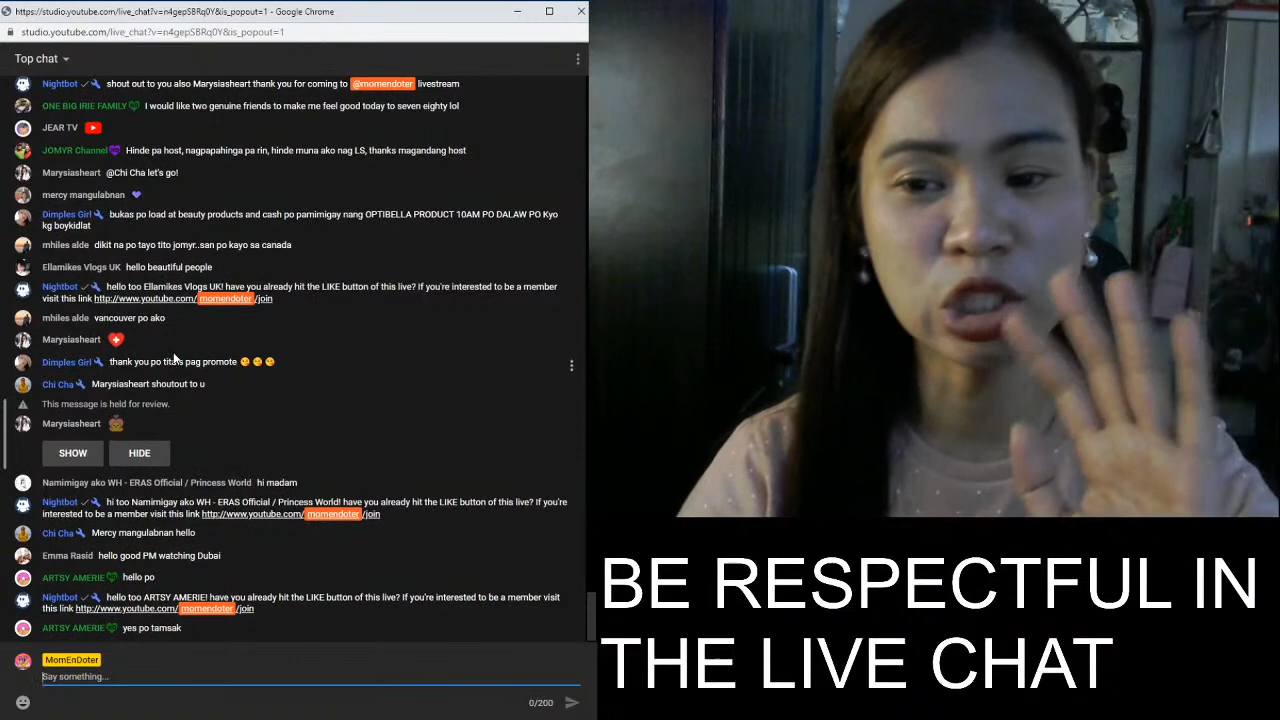 https://studio.youtube.com/live_chat?v=n4gepSBRq0Y&is_popout=1 - Google Chrome
studio.youtube.com/live_chat?v=n4gepSBRq0Y&is_popout=1
Top chat
Nightbot shout out to you also Marysiasheart thank you for coming to @momendoter livestream
ONE BIG IRIE FAMILY I would like two genuine friends to make me feel good today to seven eighty lol
JEAR TV
JOMYR Channel Hinde pa host, nagpapahinga pa rin, hinde muna ako nag LS, thanks magandang host
Marysiasheart @Chi Cha let's go!
mercy mangulabnan
Dimples Girl bukas po load at beauty products and cash po pamimigay nang OPTIBELLA PRODUCT 10AM PO DALAW PO Kyo
kg boykidlat
mhiles alde dikit na po tayo tito jomyr..san po kayo sa canada
Ellamikes Vlogs UK hello beautiful people
Nightbot hello too Ellamikes Vlogs UK! have you already hit the LIKE button of this live? If you're interested to be a member
visit this link http://www.youtube.com/momendoter/join
mhiles alde vancouver po ako
Marysiasheart
Dimples Girl thank you po titais pag promote
Chi Cha Marysiasheart shoutout to u
This message is held for review.
Marysiasheart
SHOW HIDE
Namimigay ako WH - ERAS Official / Princess World hi madam
Nightbot hi too Namimigay ako WH - ERAS Official / Princess World! have you already hit the LIKE button of this live? If you're
interested to be a member visit this link http://www.youtube.com/momendoter/join
Chi Cha Mercy mangulabnan hello
Emma Rasid hello good PM watching Dubai
ARTSY AMERIE hello po
Nightbot hello too ARTSY AMERIE! have you already hit the LIKE button of this live? If you're interested to be a member visit this
link http://www.youtube.com/momendoter/join
ARTSY AMERIE yes po tamsak
MomEnDoter
Say something...
0/200
BE RESPECTFUL IN
THE LIVE CHAT